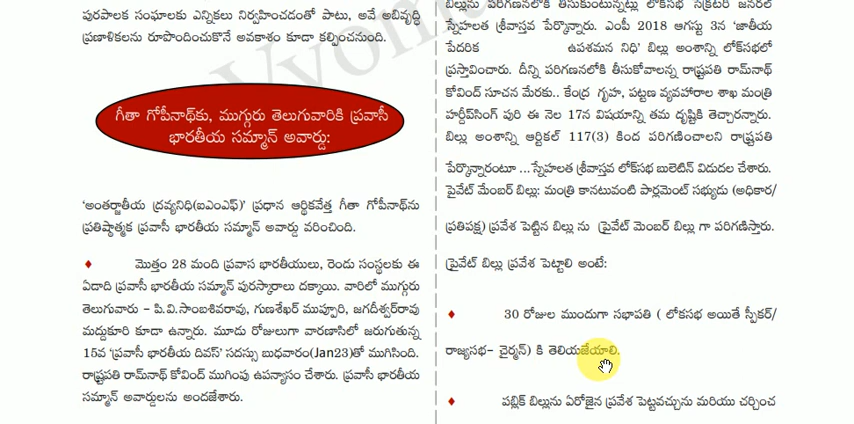 పురపాలక సంఘాలకు ఎన్నికలు నిర్వహించడంతో పాటు, అవే అభివృద్ధి
ప్రణాళికలను రూపొందించుకొనే అవకాశం కూడా కల్పించనుంది.
గీతా గోపీనాథ్‌కు, ముగ్గురు తెలుగువారికి ప్రవాసీ
భారతీయ సమ్మాన్ అవార్డు:
'అంతర్జాతీయ ద్రవ్యనిధి(ఐఎంఎఫ్)' ప్రధాన ఆర్థికవేత్త గీతా గోపీనాథ్‌ను
ప్రతిష్ఠాత్మక ప్రవాసీ భారతీయ సమ్మాన్ అవార్డు వరించింది.
♦ మొత్తం 28 మంది ప్రవాస భారతీయులు, రెండు సంస్థలకు ఈ
ఏడాది ప్రవాసీ భారతీయ సమ్మాన్ పురస్కారాలు దక్కాయి. వారిలో ముగ్గురు
తెలుగువారు – పి.వి.సాంబశివరావు, గుణశేఖర్ ముప్పూరి, జగదీశ్వర్‌రావు
మద్దుకూరి కూడా ఉన్నారు. మూడు రోజులుగా వారణాసిలో జరుగుతున్న
15వ 'ప్రవాసీ భారతీయ దివస్' సదస్సు బుధవారం(Jan23)తో ముగిసింది.
రాష్ట్రపతి రామ్‌నాథ్ కోవింద్ ముగింపు ఉపన్యాసం చేశారు. ప్రవాసీ భారతీయ
సమ్మాన్ అవార్డులను అందజేశారు.
బిల్లును పరిగణనలోకి తీసుకుంటున్నట్లు లోక్‌సభ సెక్రటరీ జనరల్
స్నేహలత శ్రీవాస్తవ పేర్కొన్నారు. ఎంపీ 2018 ఆగస్టు 3న 'జాతీయ
పేదరిక ఉపశమన నిధి' బిల్లు అంశాన్ని లోక్‌సభలో
ప్రస్తావించారు. దీన్ని పరిగణనలోకి తీసుకోవాలన్న రాష్ట్రపతి రామ్‌నాథ్
కోవింద్ సూచన మేరకు.. కేంద్ర గృహ, పట్టణ వ్యవహారాల శాఖ మంత్రి
హర్దీప్‌సింగ్ పురి ఈ నెల 17న విషయాన్ని తమ దృష్టికి తెచ్చారన్నారు.
బిల్లు అంశాన్ని ఆర్టికల్ 117(3) కింద పరిగణించాలని రాష్ట్రపతి
పేర్కొన్నారంటూ ...స్నేహలత శ్రీవాస్తవ లోక్‌సభ బులెటిన్ విడుదల చేశారు.
ప్రైవేట్ మేంబర్ బిల్లు: మంత్రి కానటువంటి పార్లమెంట్ సభ్యుడు (అధికార/
ప్రతిపక్ష) ప్రవేశ పెట్టిన బిల్లు ను ప్రైవేట్ మెంబర్ బిల్లు గా పరిగణిస్తారు.
ప్రైవేట్ బిల్లు ప్రవేశ పెట్టాలి అంటే:
♦ 30 రోజుల ముందుగా సభాపతి ( లోకసభ అయితే స్పీకర్/
రాజ్యసభ- చైర్మన్) కి తెలియజేయాలి.
♦ పబ్లిక్ బిల్లును ఏరోజైన ప్రవేశ పెట్టవచ్చును మరియు చర్చించ